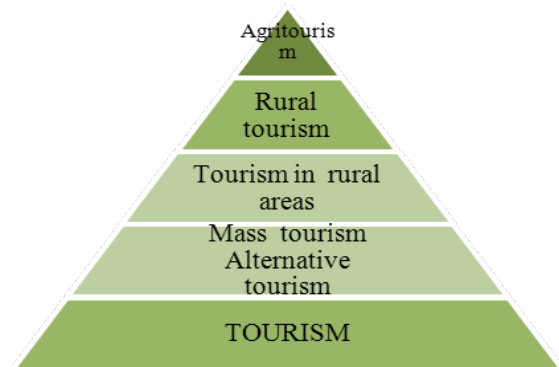 Agritouris
m
Rural
tourism
Tourism in rural
areas
Mass tourism
Alternative
tourism
TOURISM